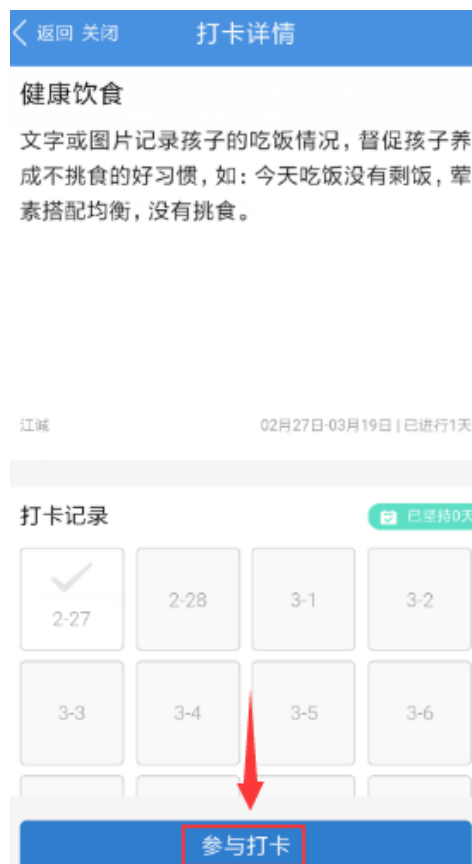 返回 关闭 打卡详情
健康饮食
文字或图片记录孩子的吃饭情况，督促孩子养
成不挑食的好习惯，如：今天吃饭没有剩饭，荤
素搭配均衡，没有挑食。
江诚 02月27日-03月19日 | 已进行1天
打卡记录 已坚持0天
2-27 2-28 3-1 3-2
3-3 3-4 3-5 3-6
参与打卡